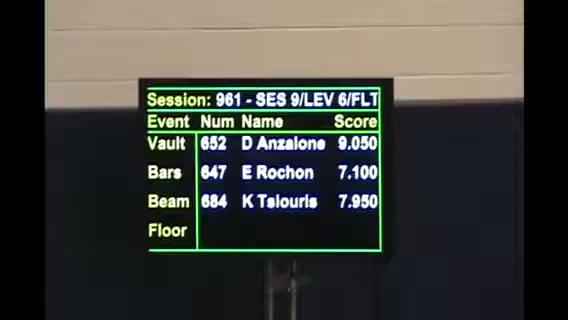 Session: 961 - SES 9/LEV 6/FLT
Event Num Name Score
Vault 652 D Anzalone 9.050
Bars 647 E Rochon 7.100
Beam 684 K Tslouris 7.950
Floor